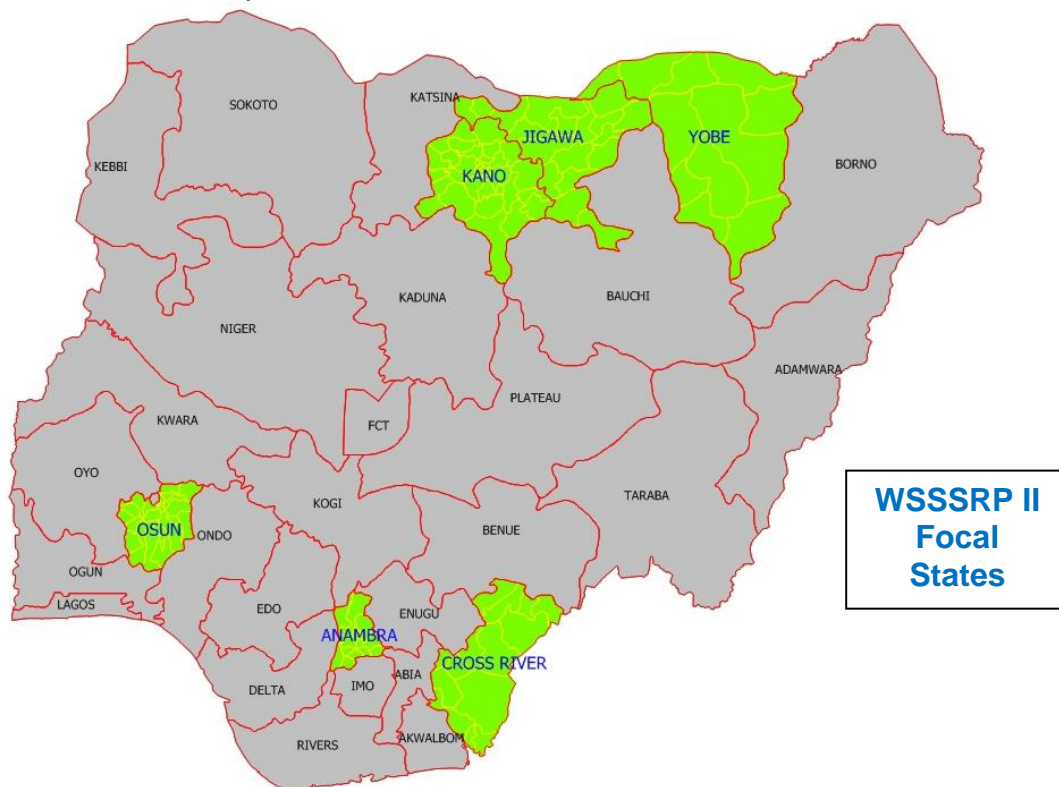 SOKOTO
KATSINA
KEBBI
JIGAWA
YOBE
BORNO
KANO
KADUNA
BAUCHI
NIGER
ADAMWARA
PLATEAU
KWARA
FCT
OYO
KOGI
TARABA
OSUN
ONDO
BENUE
OGUN
LAGOS
EDO
ENUGU
ANAMBRA
CROSS RIVER
ABIA
DELTA
IMO
RIVERS
AKWALBOM
WSSSRP II
Focal
States